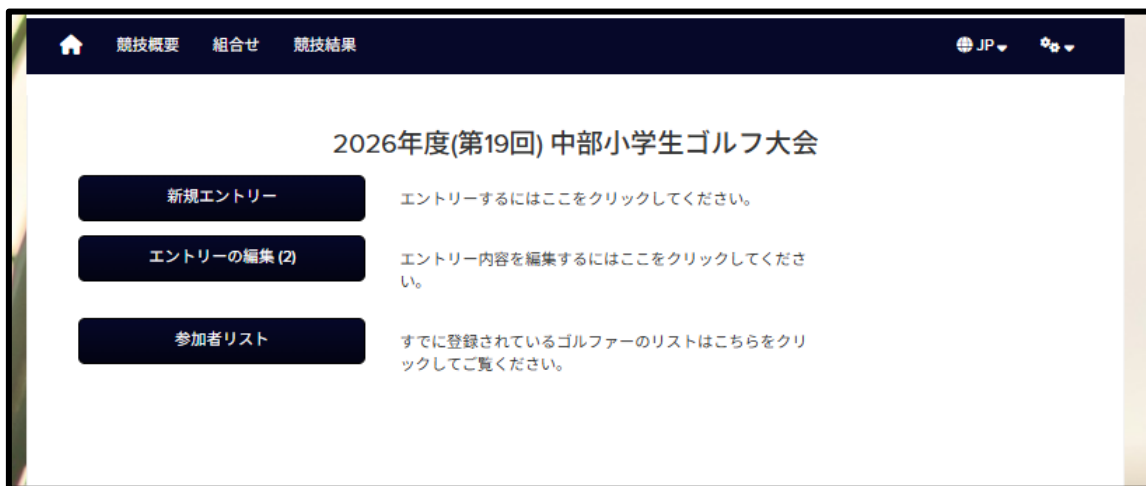 競技概要 組合せ 競技結果 JP
2026年度(第19回) 中部小学生ゴルフ大会
新規エントリー
エントリーするにはここをクリックしてください。
エントリーの編集 (2)
エントリー内容を編集するにはここをクリックしてくださ
い。
参加者リスト
すでに登録されているゴルファーのリストはこちらをクリ
ックしてご覧ください。